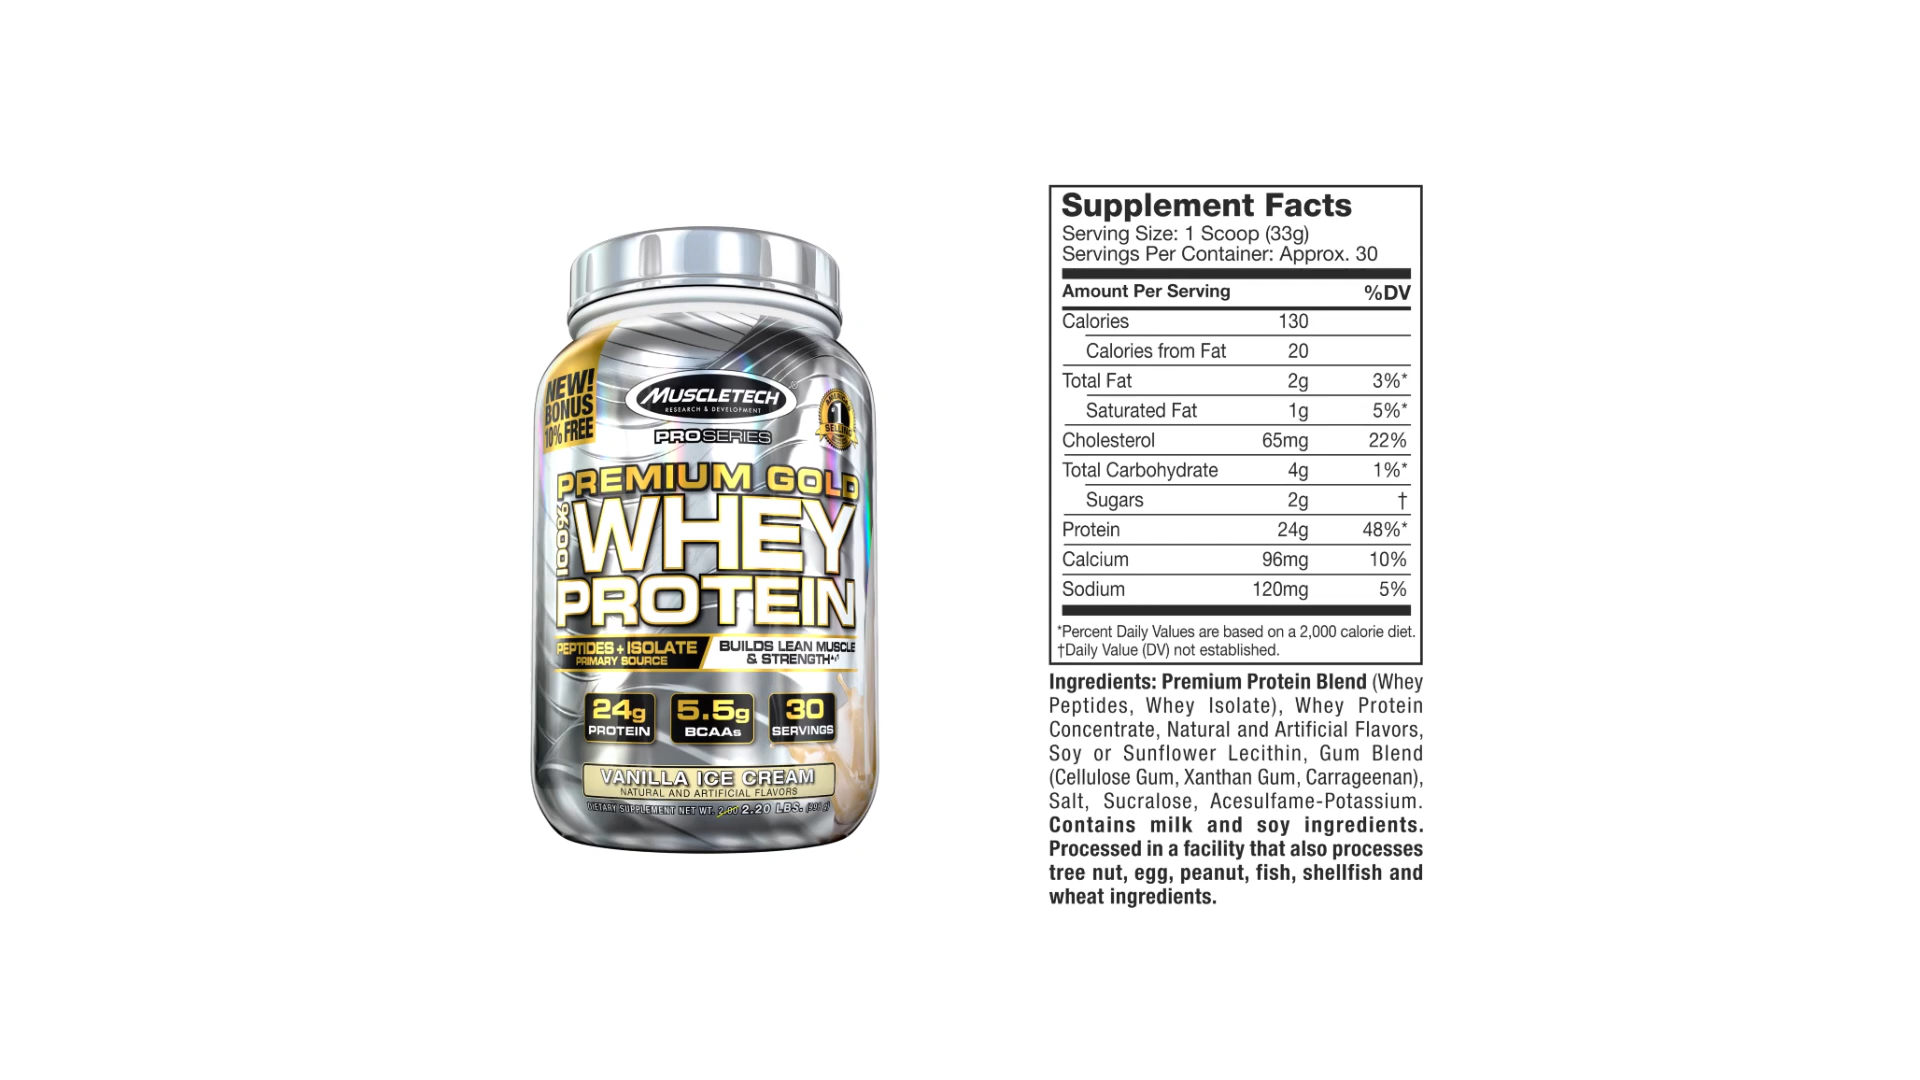 NEW!
BONUS
10% FREE
MUSCLETECH
RESEARCH & DEVELOPMENT
PROSERIES
AMERICA'S
#1
SELLING
PREMIUM GOLD
100%
WHEY
PROTEIN
PEPTIDES + ISOLATE
PRIMARY SOURCE
BUILDS LEAN MUSCLE
& STRENGTH
24g
PROTEIN
5.5g
BCAAs
30
SERVINGS
VANILLA ICE CREAM
NATURAL AND ARTIFICIAL FLAVORS
DIETARY SUPPLEMENT NET WT. 2.00 2.20 LBS.
Supplement Facts
Serving Size: 1 Scoop (33g)
Servings Per Container: Approx. 30
Amount Per Serving %DV
Calories 130
Calories from Fat 20
Total Fat 2g 3%*
Saturated Fat 1g 5%*
Cholesterol 65mg 22%
Total Carbohydrate 4g 1%*
Sugars 2g †
Protein 24g 48%*
Calcium 96mg 10%
Sodium 120mg 5%
*Percent Daily Values are based on a 2,000 calorie diet.
†Daily Value (DV) not established.
Ingredients: Premium Protein Blend (Whey
Peptides, Whey Isolate), Whey Protein
Concentrate, Natural and Artificial Flavors,
Soy or Sunflower Lecithin, Gum Blend
(Cellulose Gum, Xanthan Gum, Carrageenan),
Salt, Sucralose, Acesulfame-Potassium.
Contains milk and soy ingredients.
Processed in a facility that also processes
tree nut, egg, peanut, fish, shellfish and
wheat ingredients.